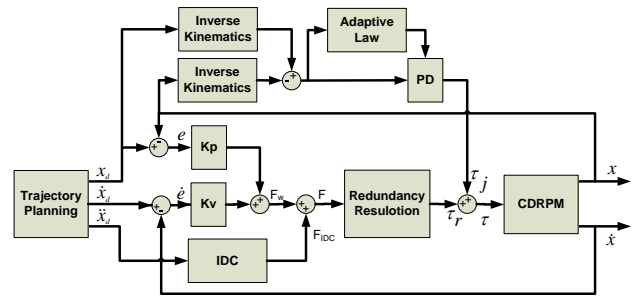 Inverse
Kinematics
Adaptive
Law
Inverse
Kinematics
- +
PD
+ -
e
Kp
Trajectory
Planning
x_d
ẋ_d
ẍ_d
+ -
ė
Kv
+ +
F_w
+ +
F
F_IDC
IDC
Redundancy
Resulotion
τ_r
τ_j
+ +
τ
CDRPM
x
ẋ